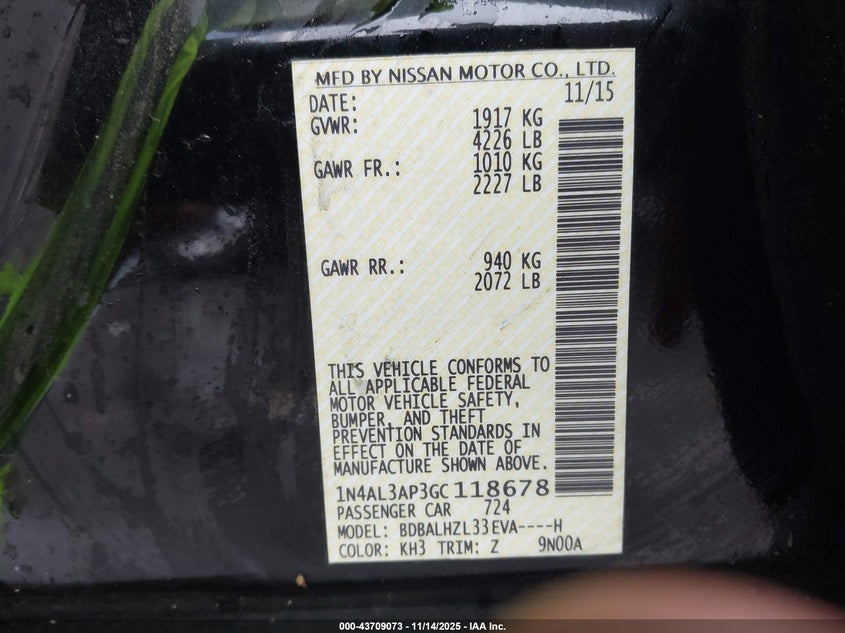 MFD BY NISSAN MOTOR CO., LTD.
DATE: 11/15
GVWR: 1917 KG
4226 LB
GAWR FR.: 1010 KG
2227 LB
GAWR RR.: 940 KG
2072 LB
THIS VEHICLE CONFORMS TO
ALL APPLICABLE FEDERAL
MOTOR VEHICLE SAFETY,
BUMPER, AND THEFT
PREVENTION STANDARDS IN
EFFECT ON THE DATE OF
MANUFACTURE SHOWN ABOVE.
1N4AL3AP3GC118678
PASSENGER CAR 724
MODEL: BDBALHZL33EVA----H
COLOR: KH3 TRIM: Z 9N00A
000-43709073 — 11/14/2025 - IAA Inc.